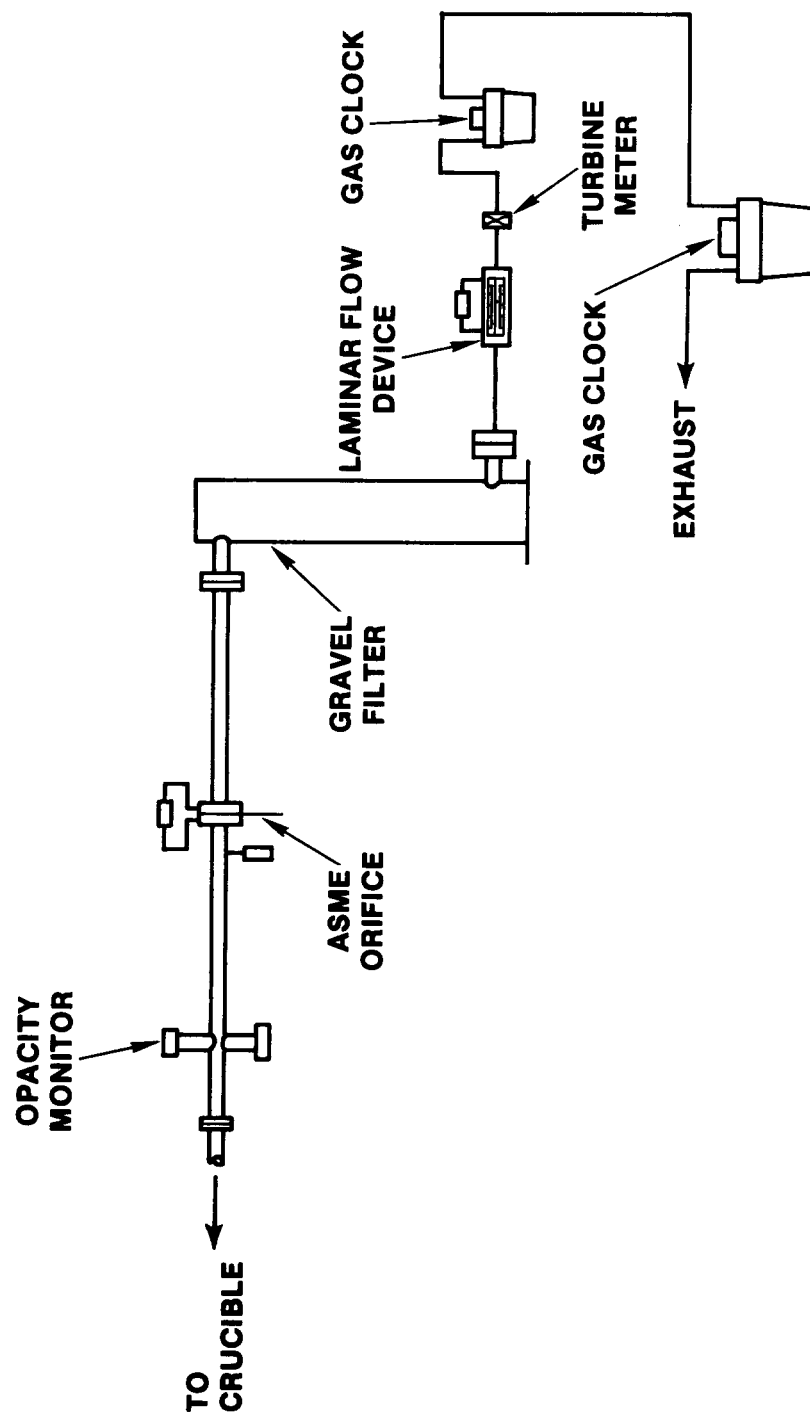 OPACITY
MONITOR
TO
CRUCIBLE
ASME
ORIFICE
GRAVEL
FILTER
LAMINAR FLOW
DEVICE
GAS CLOCK
TURBINE
METER
GAS CLOCK
EXHAUST